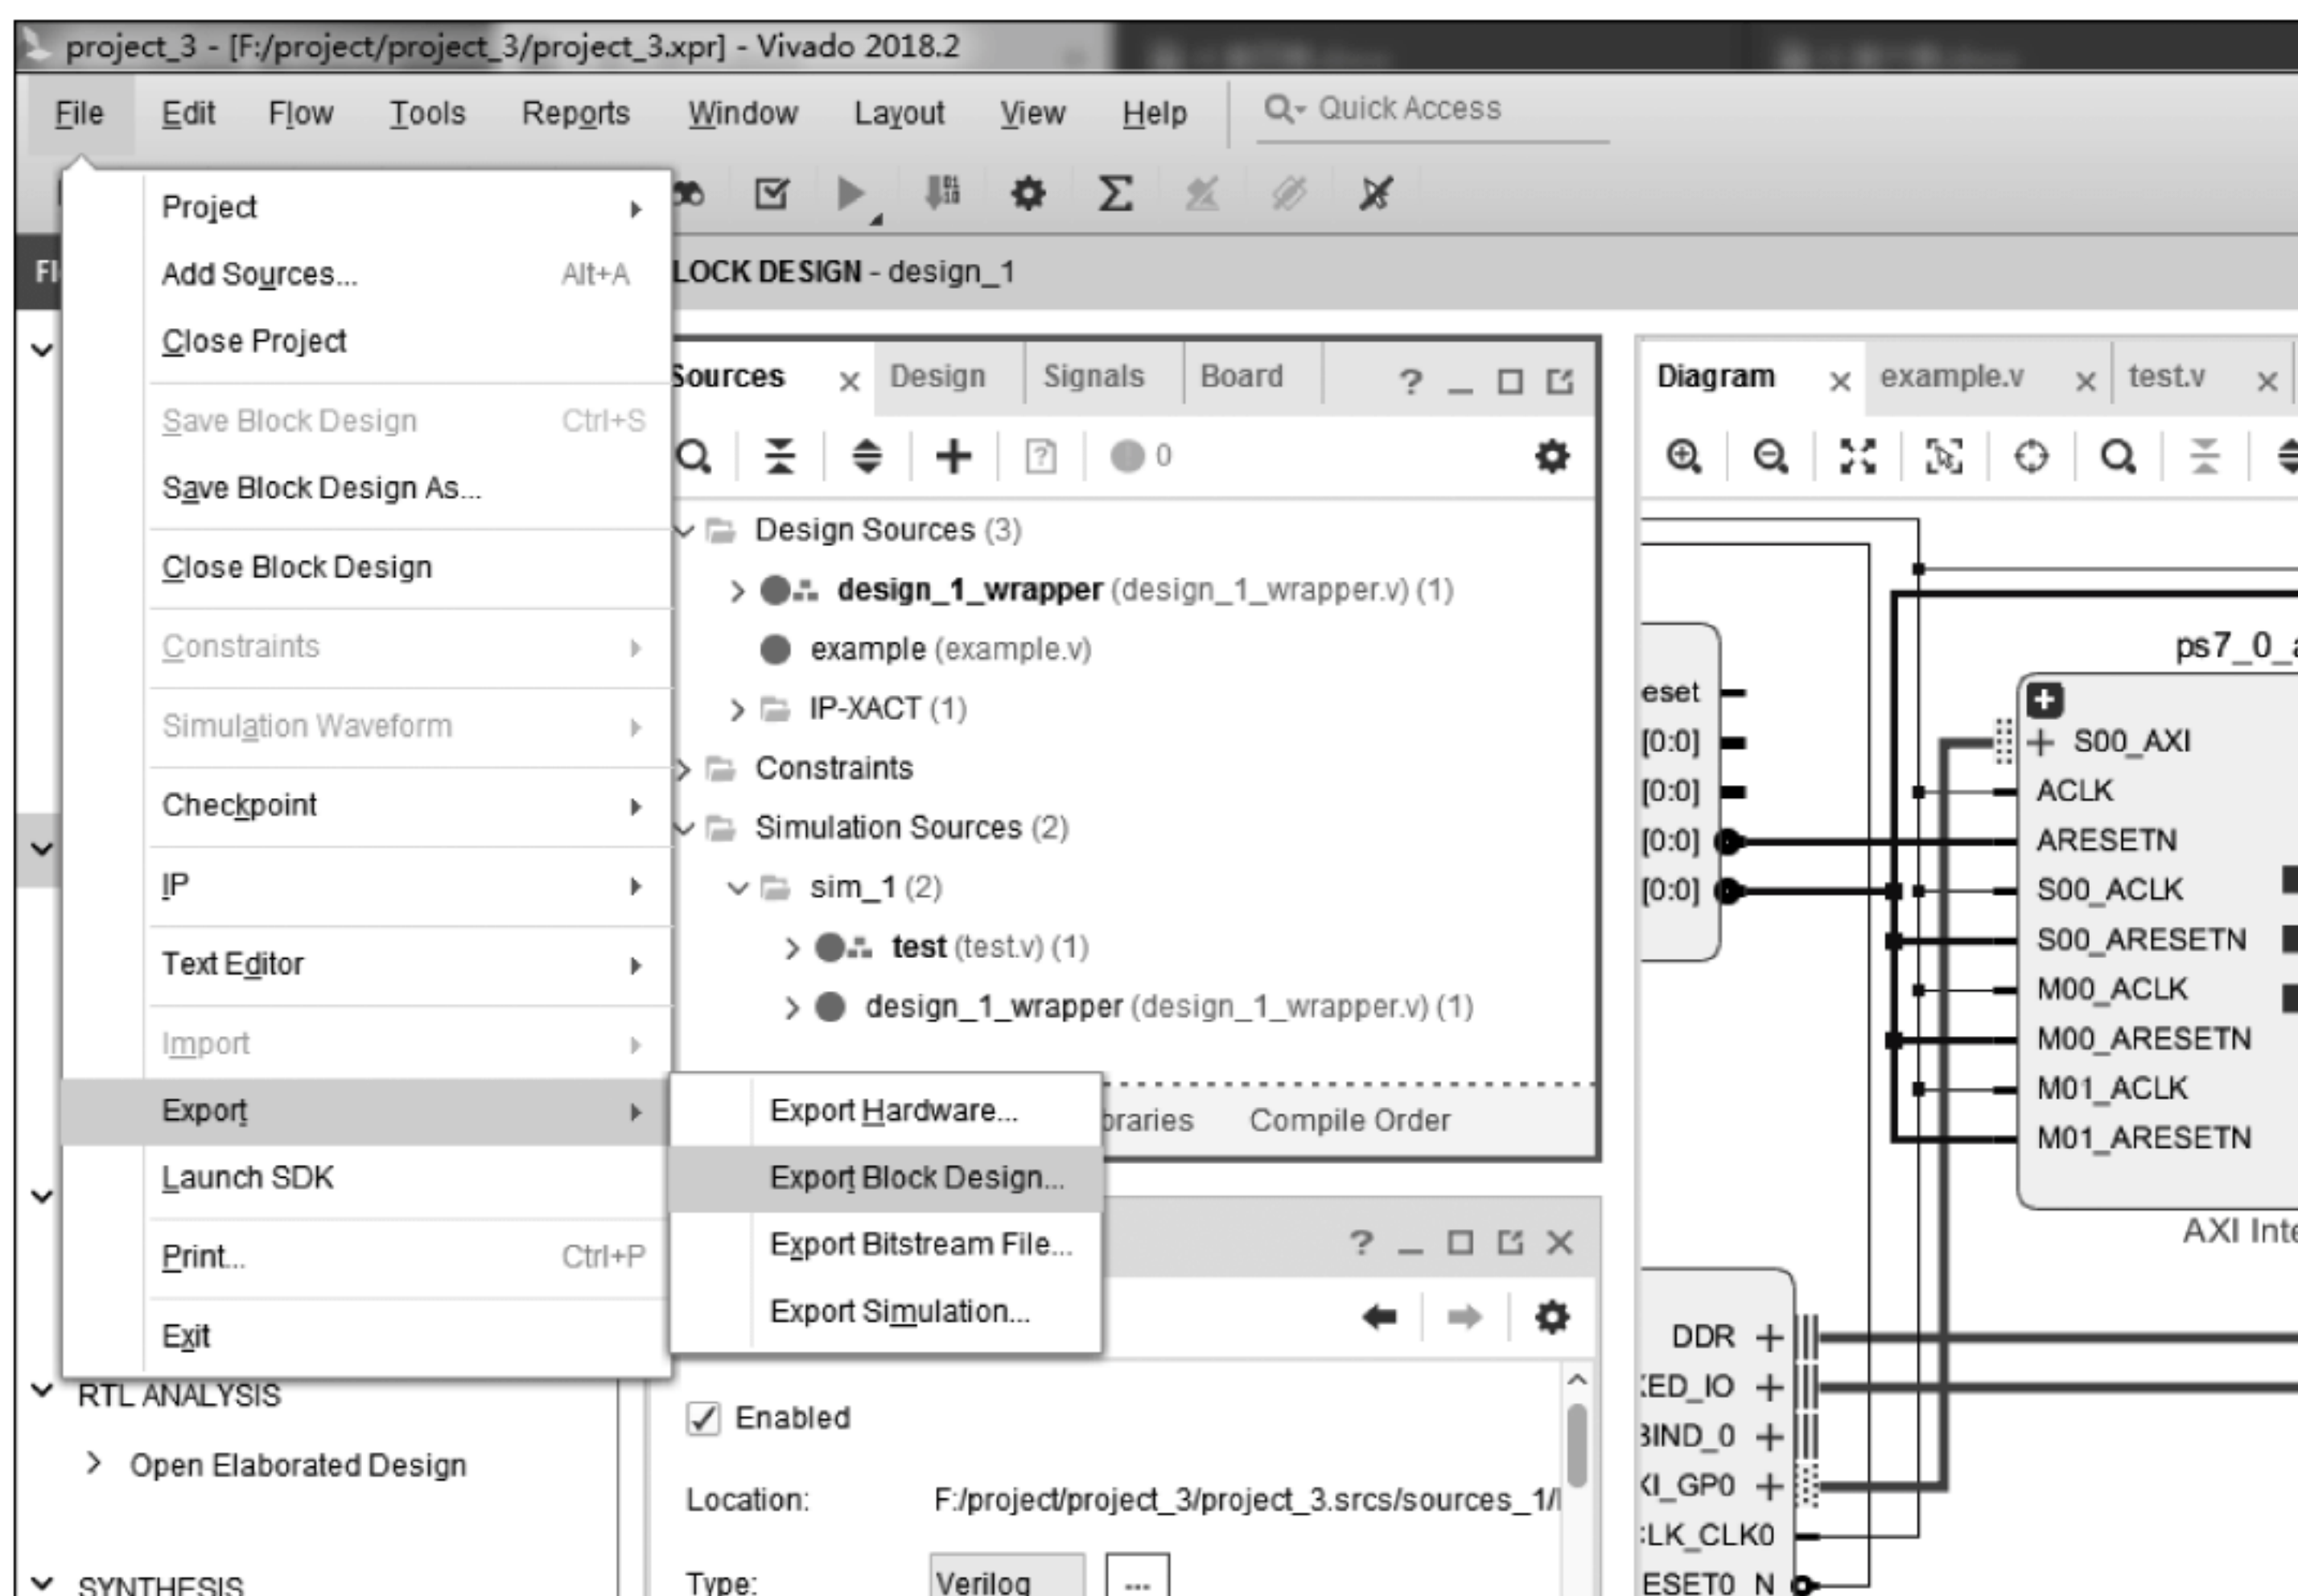 project_3 - [F:/project/project_3/project_3.xpr] - Vivado 2018.2
File Edit Flow Tools Reports Window Layout View Help Quick Access
Project
Add Sources... Alt+A
Close Project
Save Block Design Ctrl+S
Save Block Design As...
Close Block Design
Constraints
Simulation Waveform
Checkpoint
IP
Text Editor
Import
Export
Launch SDK
Print... Ctrl+P
Exit
Export Hardware...
Export Block Design...
Export Bitstream File...
Export Simulation...
RTL ANALYSIS
Open Elaborated Design
SYNTHESIS
LOCK DESIGN - design_1
Sources Design Signals Board
0
Design Sources (3)
design_1_wrapper (design_1_wrapper.v) (1)
example (example.v)
IP-XACT (1)
Constraints
Simulation Sources (2)
sim_1 (2)
test (test.v) (1)
design_1_wrapper (design_1_wrapper.v) (1)
braries Compile Order
Enabled
Location: F:/project/project_3/project_3.srcs/sources_1/
Type: Verilog ...
Diagram example.v test.v
eset
[0:0]
[0:0]
[0:0]
[0:0]
ps7_0_a
S00_AXI
ACLK
ARESETN
S00_ACLK
S00_ARESETN
M00_ACLK
M00_ARESETN
M01_ACLK
M01_ARESETN
AXI Inte
DDR
XED_IO
BIND_0
XI_GP0
CLK_CLK0
ESET0_N